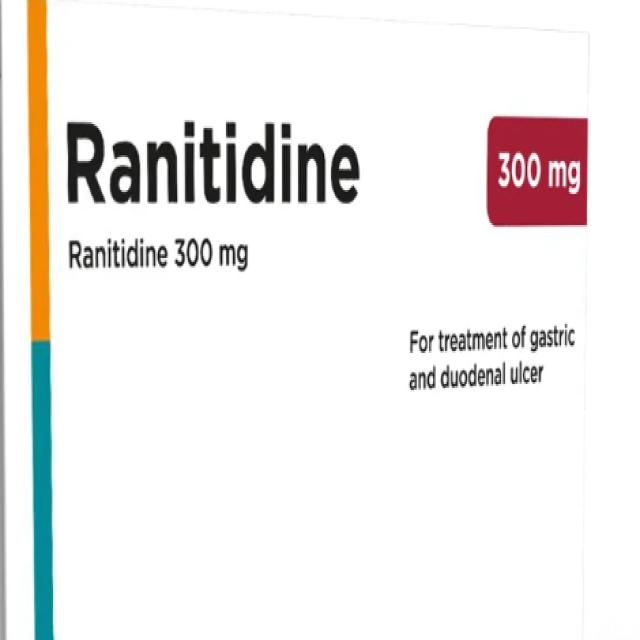 Ranitidine
300 mg
Ranitidine 300 mg
For treatment of gastric
and duodenal ulcer